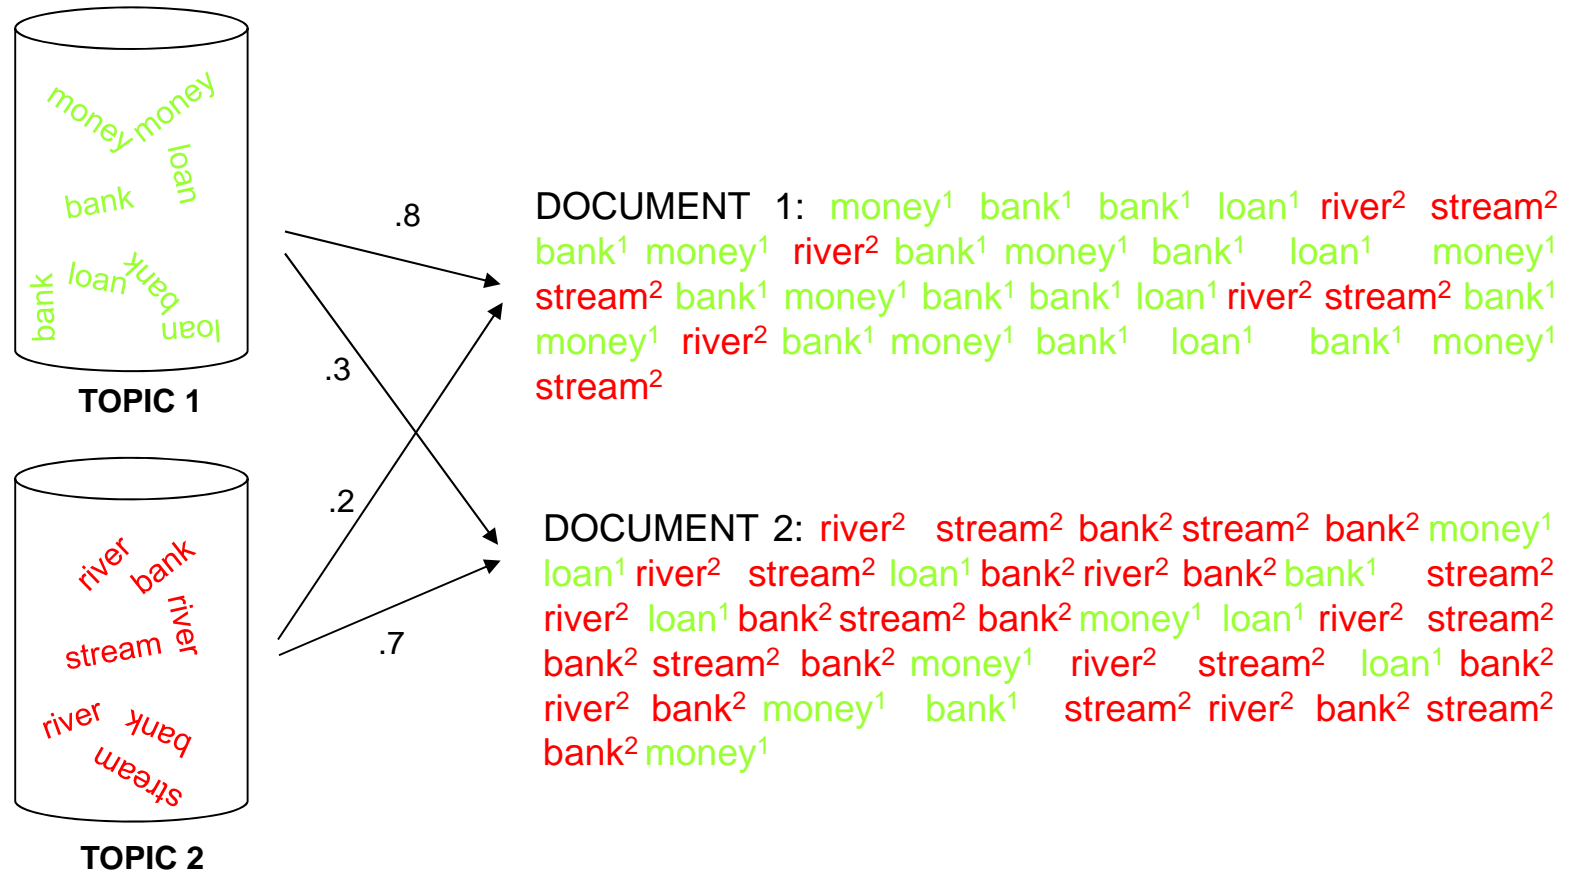 money money
loan
bank
loan bank
bank
loan
TOPIC 1
river bank
river
stream
river bank
stream
TOPIC 2
.8
.3
.2
.7
DOCUMENT 1: money¹ bank¹ bank¹ loan¹ river² stream²
bank¹ money¹ river² bank¹ money¹ bank¹ loan¹ money¹
stream² bank¹ money¹ bank¹ bank¹ loan¹ river² stream² bank¹
money¹ river² bank¹ money¹ bank¹ loan¹ bank¹ money¹
stream²
DOCUMENT 2: river² stream² bank² stream² bank² money¹
loan¹ river² stream² loan¹ bank² river² bank² bank¹ stream²
river² loan¹ bank² stream² bank² money¹ loan¹ river² stream²
bank² stream² bank² money¹ river² stream² loan¹ bank²
river² bank² money¹ bank¹ stream² river² bank² stream²
bank² money¹